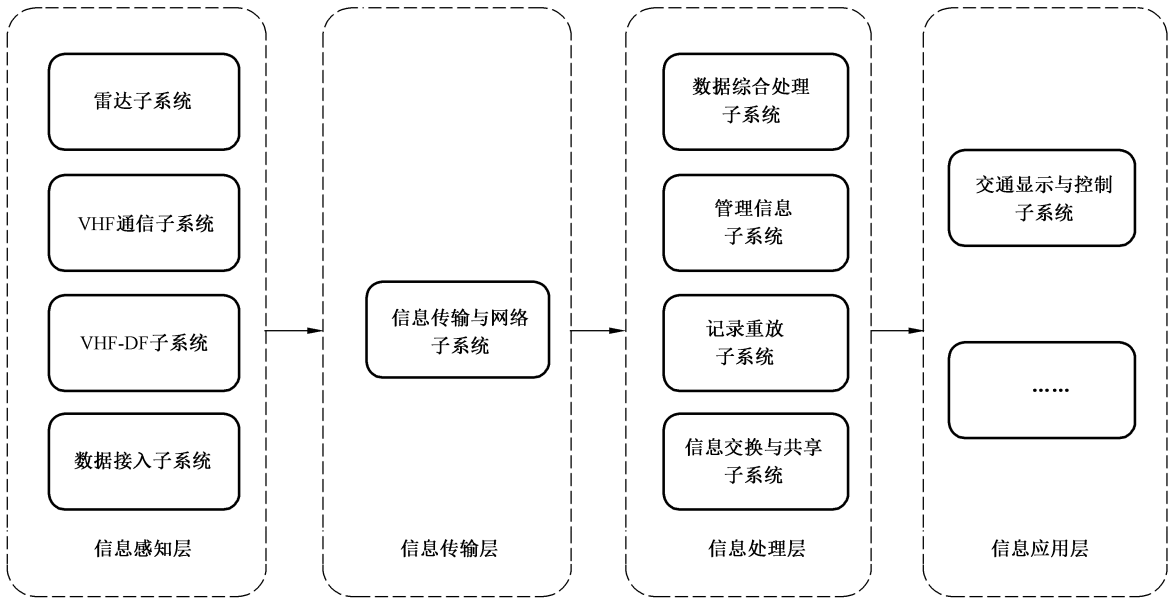 雷达子系统
VHF通信子系统
VHF-DF子系统
数据接入子系统
信息感知层
信息传输与网络
子系统
信息传输层
数据综合处理
子系统
管理信息
子系统
记录重放
子系统
信息交换与共享
子系统
信息处理层
交通显示与控制
子系统
……
信息应用层